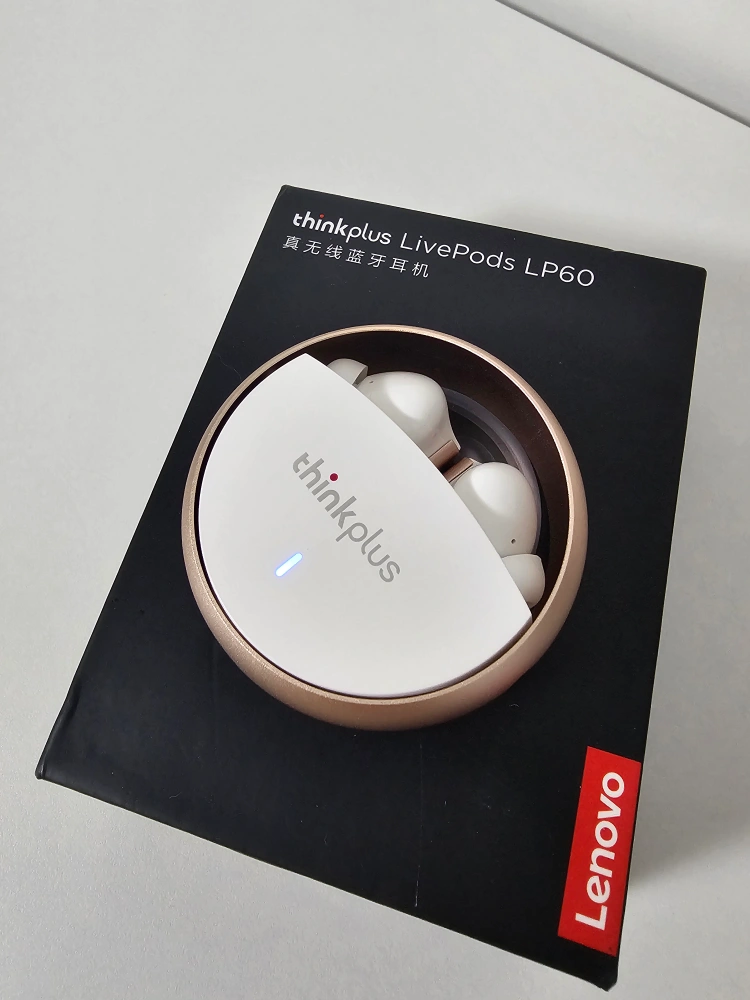 thinkplus LivePods LP60
真无线蓝牙耳机
thinkplus
Lenovo